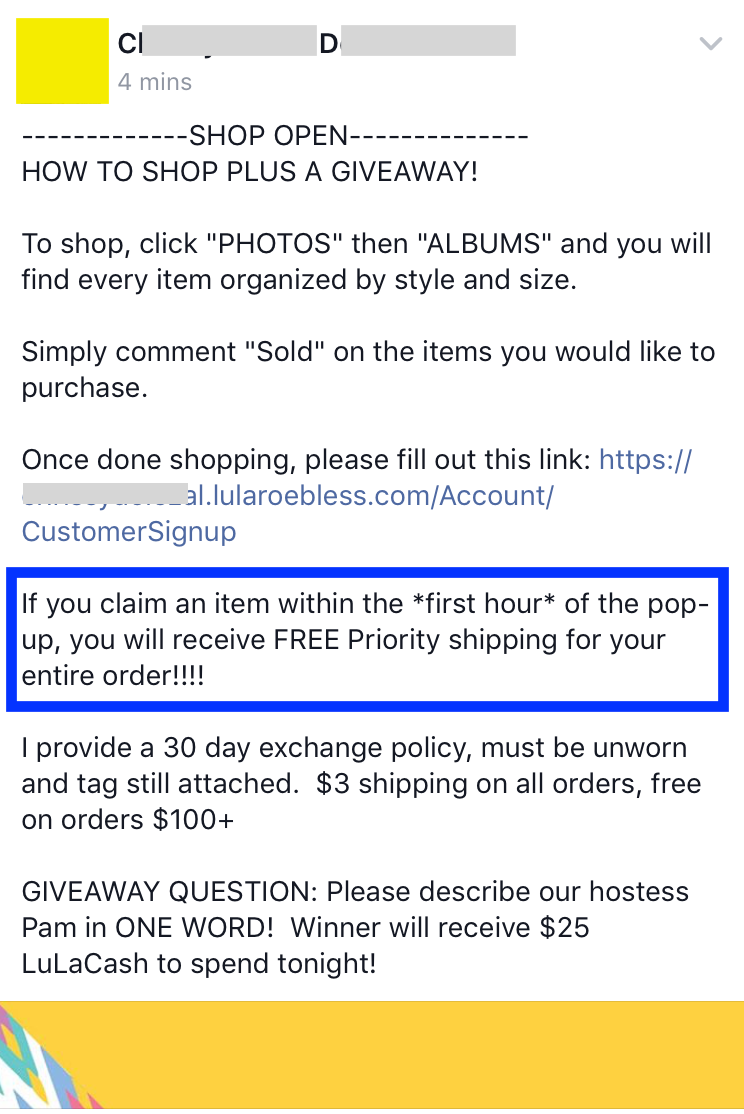 4 mins
-------------SHOP OPEN--------------
HOW TO SHOP PLUS A GIVEAWAY!
To shop, click "PHOTOS" then "ALBUMS" and you will
find every item organized by style and size.
Simply comment "Sold" on the items you would like to
purchase.
Once done shopping, please fill out this link: https://
al.lularoebless.com/Account/
CustomerSignup
If you claim an item within the *first hour* of the pop-
up, you will receive FREE Priority shipping for your
entire order!!!!
I provide a 30 day exchange policy, must be unworn
and tag still attached.  $3 shipping on all orders, free
on orders $100+
GIVEAWAY QUESTION: Please describe our hostess
Pam in ONE WORD!  Winner will receive $25
LuLaCash to spend tonight!